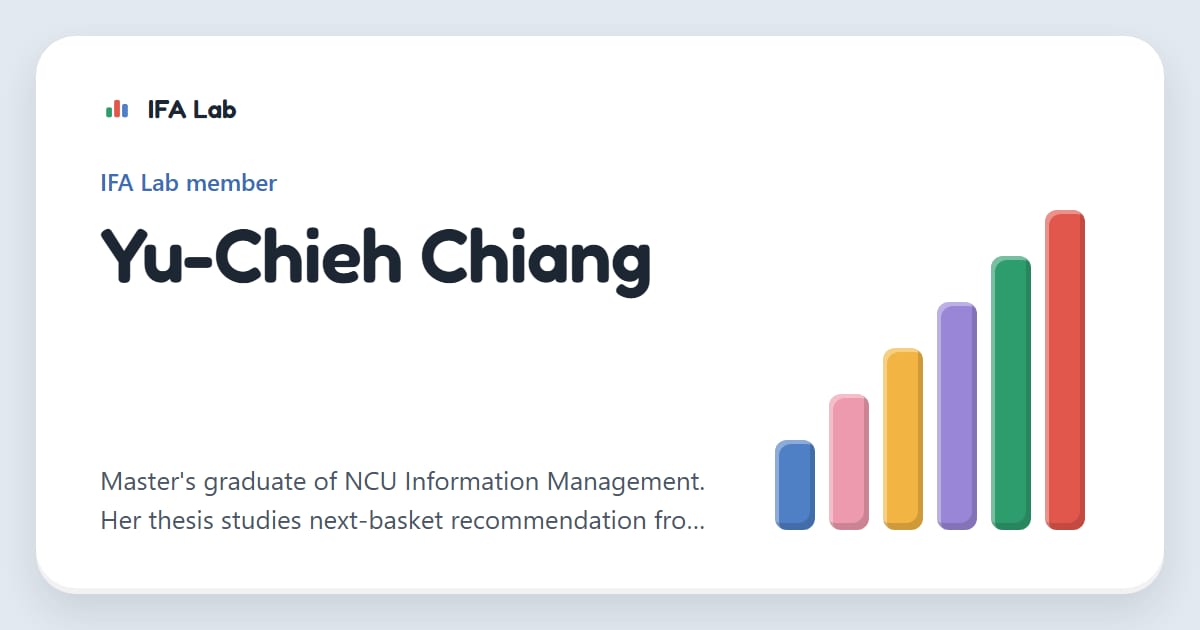 IFA Lab
IFA Lab member
Yu-Chieh Chiang
Master's graduate of NCU Information Management.
Her thesis studies next-basket recommendation fro...